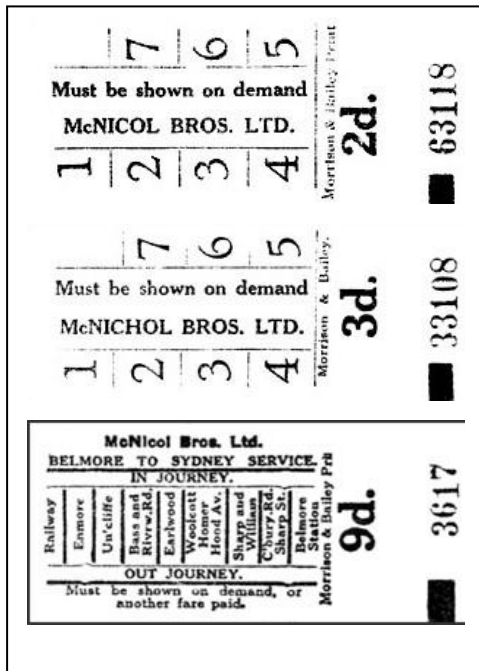 7 6 5
Must be shown on demand
McNICOL BROS. LTD.
1 2 3 4
Morrison & Bailey Print
2d.
63118
7 6 5
Must be shown on demand
McNICHOL BROS. LTD.
1 2 3 4
Morrison & Bailey.
3d.
33108
McNicol Bros. Ltd.
BELMORE TO SYDNEY SERVICE.
IN JOURNEY.
Railway
Enmore
Un'cliffe
Bass and
Rivrw.Rd.
Earlwood
Woolcott
Homer
Hood Av.
Sharp and
William
C'bury.Rd.
Sharp St.
Belmore
Station
OUT JOURNEY.
Must be shown on demand, or
another fare paid.
Morrison & Bailey Pri
9d.
3617